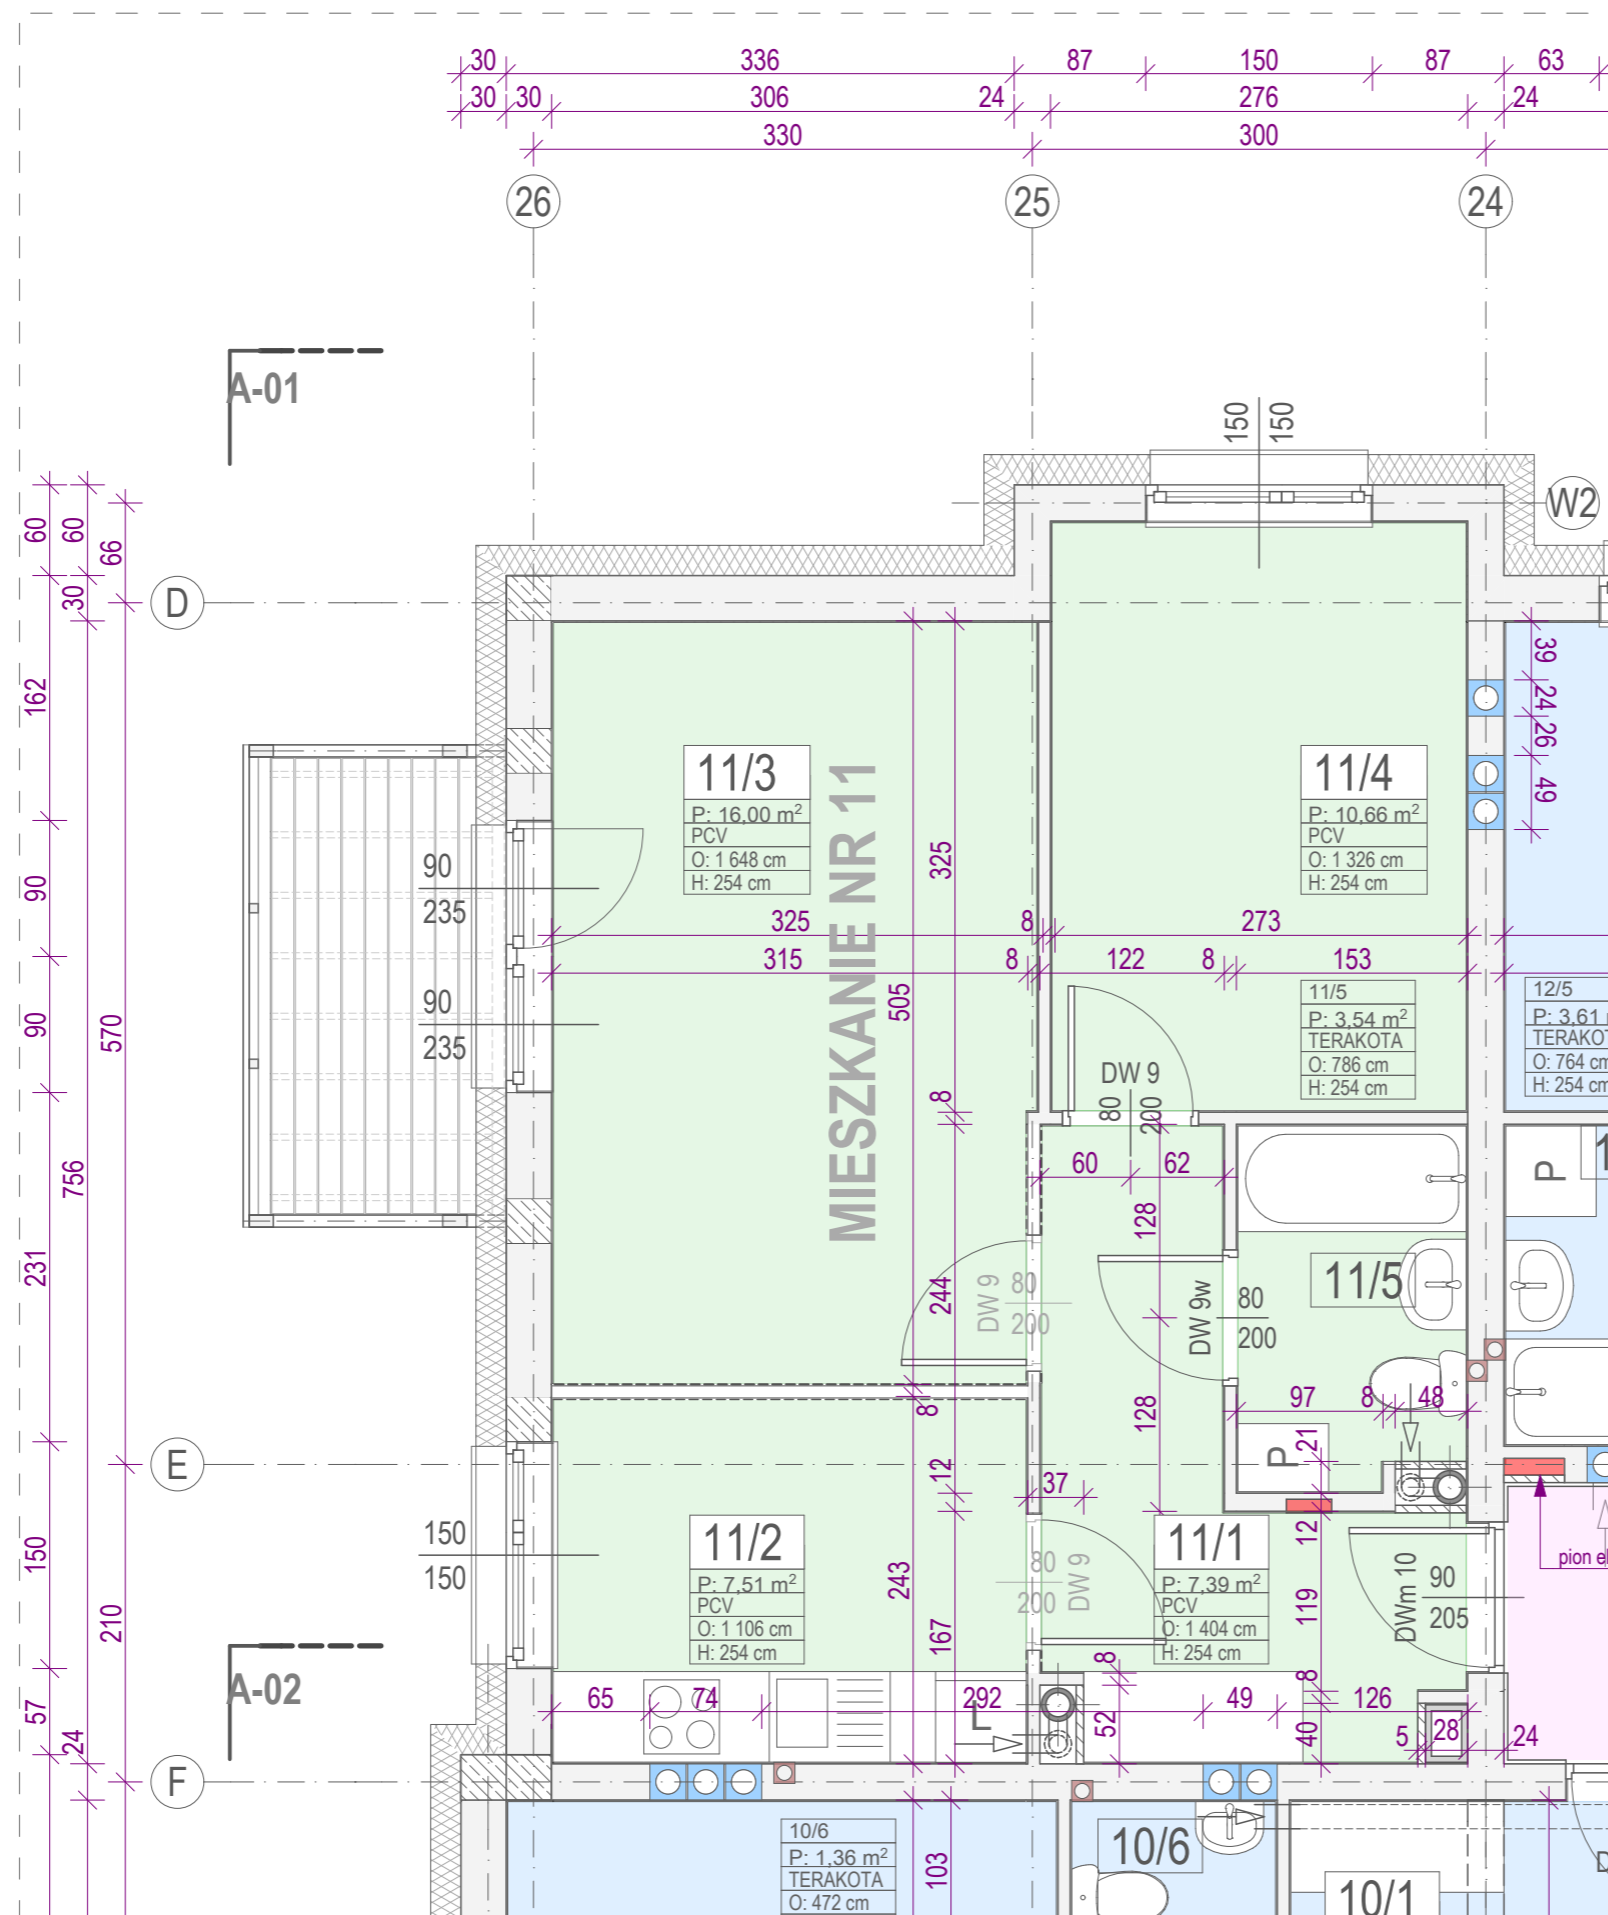 30 336 87 150 87 63
30 30 306 24 276 24
330 300
26 25 24
A-01
150 150
W2
60 60 66
30
D
162
39
24
26
49
11/3
P: 16,00 m²
PCV
O: 1 648 cm
H: 254 cm
11/4
P: 10,66 m²
PCV
O: 1 326 cm
H: 254 cm
MIESZKANIE NR 11
90
235
90
235
90
90
570
756
231
325
505
325 8 273
315 8 122 8 153
11/5
P: 3,54 m²
TERAKOTA
O: 786 cm
H: 254 cm
12/5
P: 3,61
TERAKO
O: 764 cm
H: 254 cm
DW 9
80
200
8
60 62
128
P
11/5
DW 9
80
200
DW 9w
80
200
244
128
97 8 48
8
21
P
E
12
37
150
150
150
11/2
P: 7,51 m²
PCV
O: 1 106 cm
H: 254 cm
243
167
80
200
DW 9
11/1
P: 7,39 m²
PCV
O: 1 404 cm
H: 254 cm
12
119
DWm 10
90
205
pion el
210
A-02
57
24
65 74 292 49 126
L
8
52
8
40
5 28 24
F
10/6
P: 1,36 m²
TERAKOTA
O: 472 cm
103
10/6
10/1